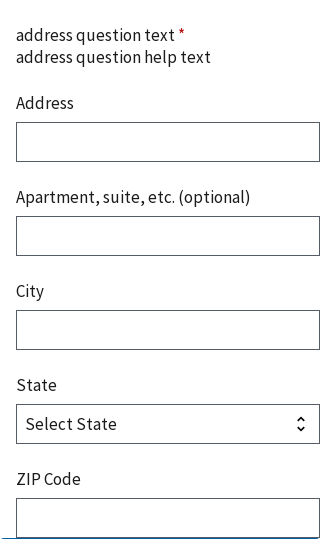 address question text *
address question help text
Address
Apartment, suite, etc. (optional)
City
State
Select State
ZIP Code